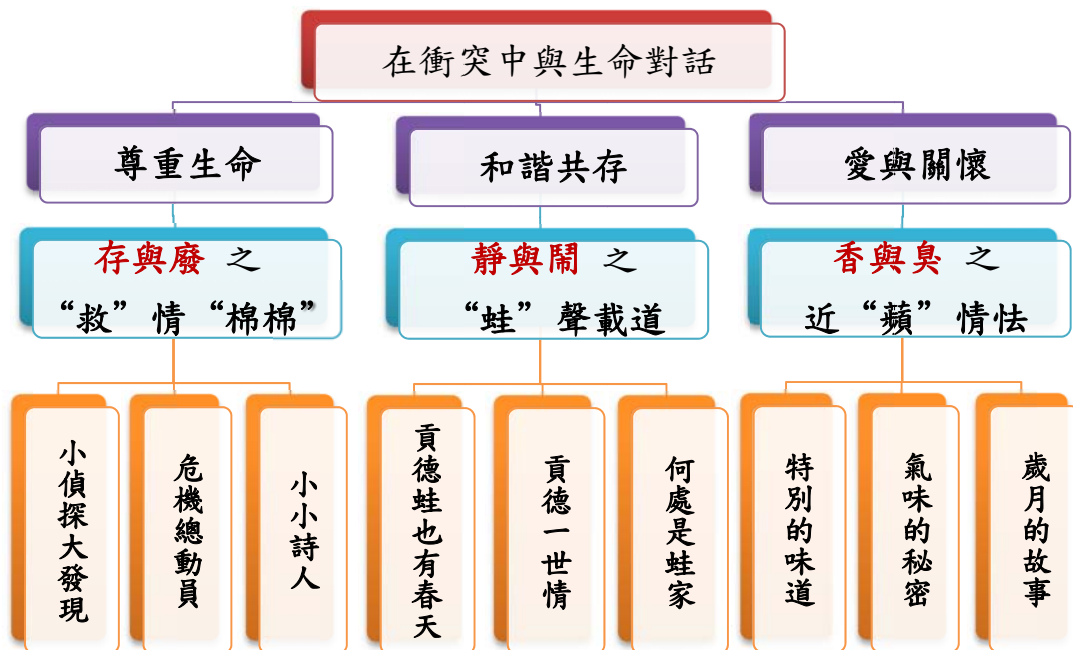 在衝突中與生命對話
尊重生命
和諧共存
愛與關懷
存與廢 之
“救”情“棉棉”
靜與鬧 之
“蛙”聲載道
香與臭 之
近“蘋”情怯
小偵探大發現
危機總動員
小小詩人
貢德蛙也有春天
貢德一世情
何處是蛙家
特別的味道
氣味的秘密
歲月的故事